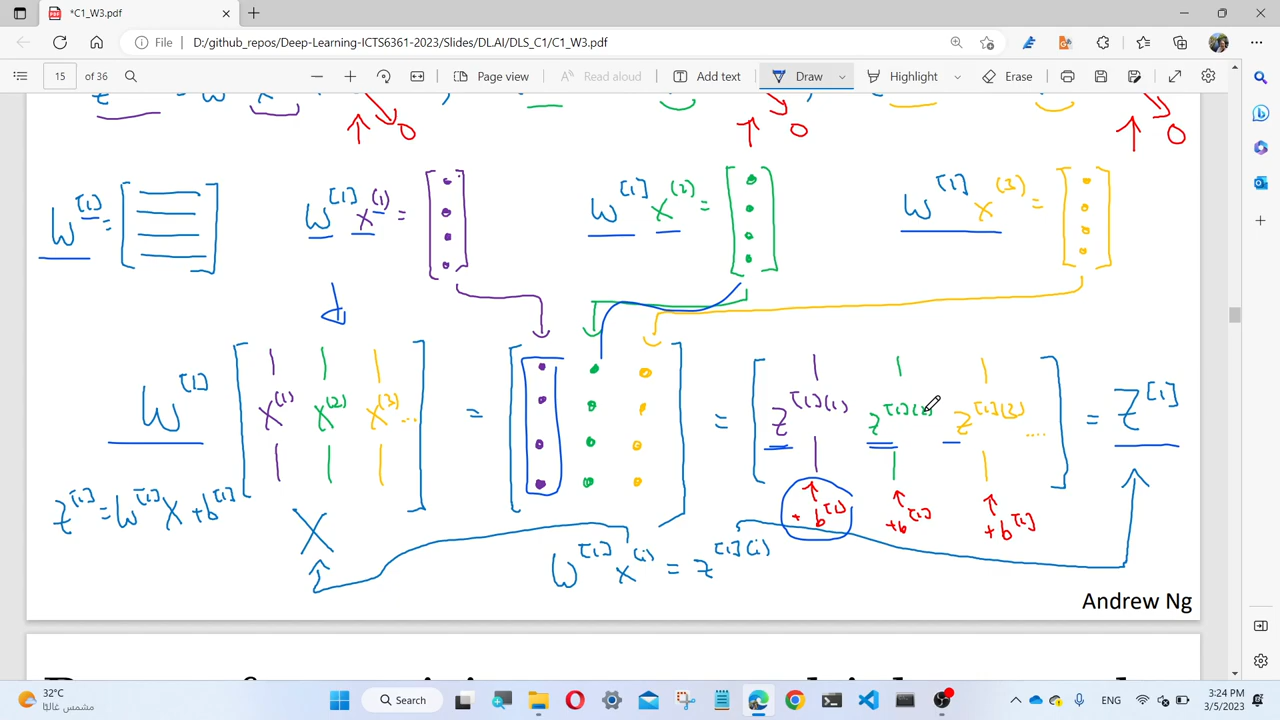 *C1_W3.pdf
File D:/github_repos/Deep-Learning-ICTS6361-2023/Slides/DL.AI/DLS_C1/C1_W3.pdf
15 of 36 Page view Read aloud Add text Draw Highlight Erase
0 0 0
W^[1] = W^[1] x^(1) = W^[1] x^(2) = W^[1] x^(3) =
W^[1] x^(1) x^(2) x^(3) ... = = z^[1](1) z^[1](2) z^[1](3) .... = Z^[1]
z^[1] = W^[1] X + b^[1]
+ b^[1] + b^[1] + b^[1]
X
W^[1] x^(i) = z^[1](i)
Andrew Ng
32°C
مشمس غالبًا
Search
ENG
3:24 PM
3/5/2023